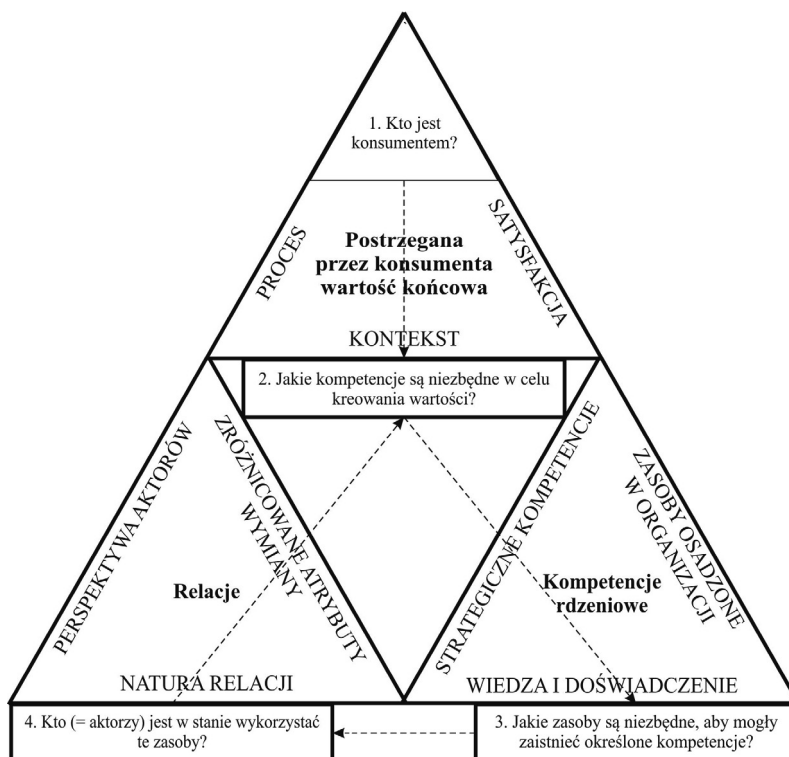 1. Kto jest
konsumentem?
PROCES
SATYSFAKCJA
Postrzegana
przez konsumenta
wartość końcowa
KONTEKST
2. Jakie kompetencje są niezbędne w celu
kreowania wartości?
PERSPEKTYWA AKTORÓW
ZRÓŻNICOWANE ATRYBUTY
WYMIANY
STRATEGICZNE KOMPETENCJE
ZASOBY OSADZONE
W ORGANIZACJI
Relacje
Kompetencje
rdzeniowe
NATURA RELACJI
WIEDZA I DOŚWIADCZENIE
4. Kto (= aktorzy) jest w stanie wykorzystać
te zasoby?
3. Jakie zasoby są niezbędne, aby mogły
zaistnieć określone kompetencje?